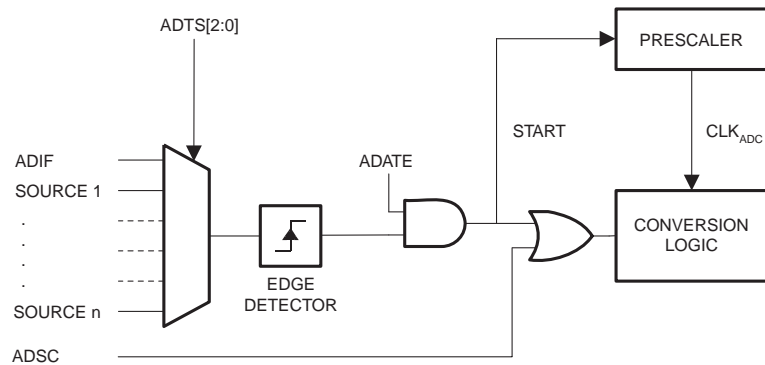 ADTS[2:0]
PRESCALER
START
CLKADC
ADIF
ADATE
SOURCE 1
.
.
.
.
CONVERSION
LOGIC
EDGE
DETECTOR
SOURCE n
ADSC